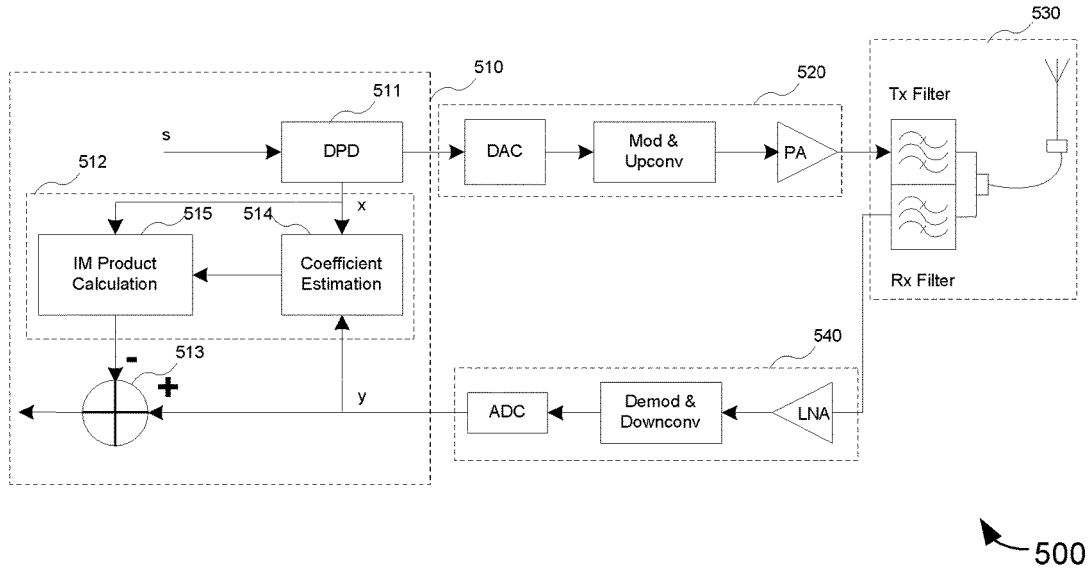 530
510
511
520
Tx Filter
s
DPD
DAC
Mod &
Upconv
PA
512
x
515
514
IM Product
Calculation
Coefficient
Estimation
Rx Filter
-
513
+
540
y
ADC
Demod &
Downconv
LNA
500